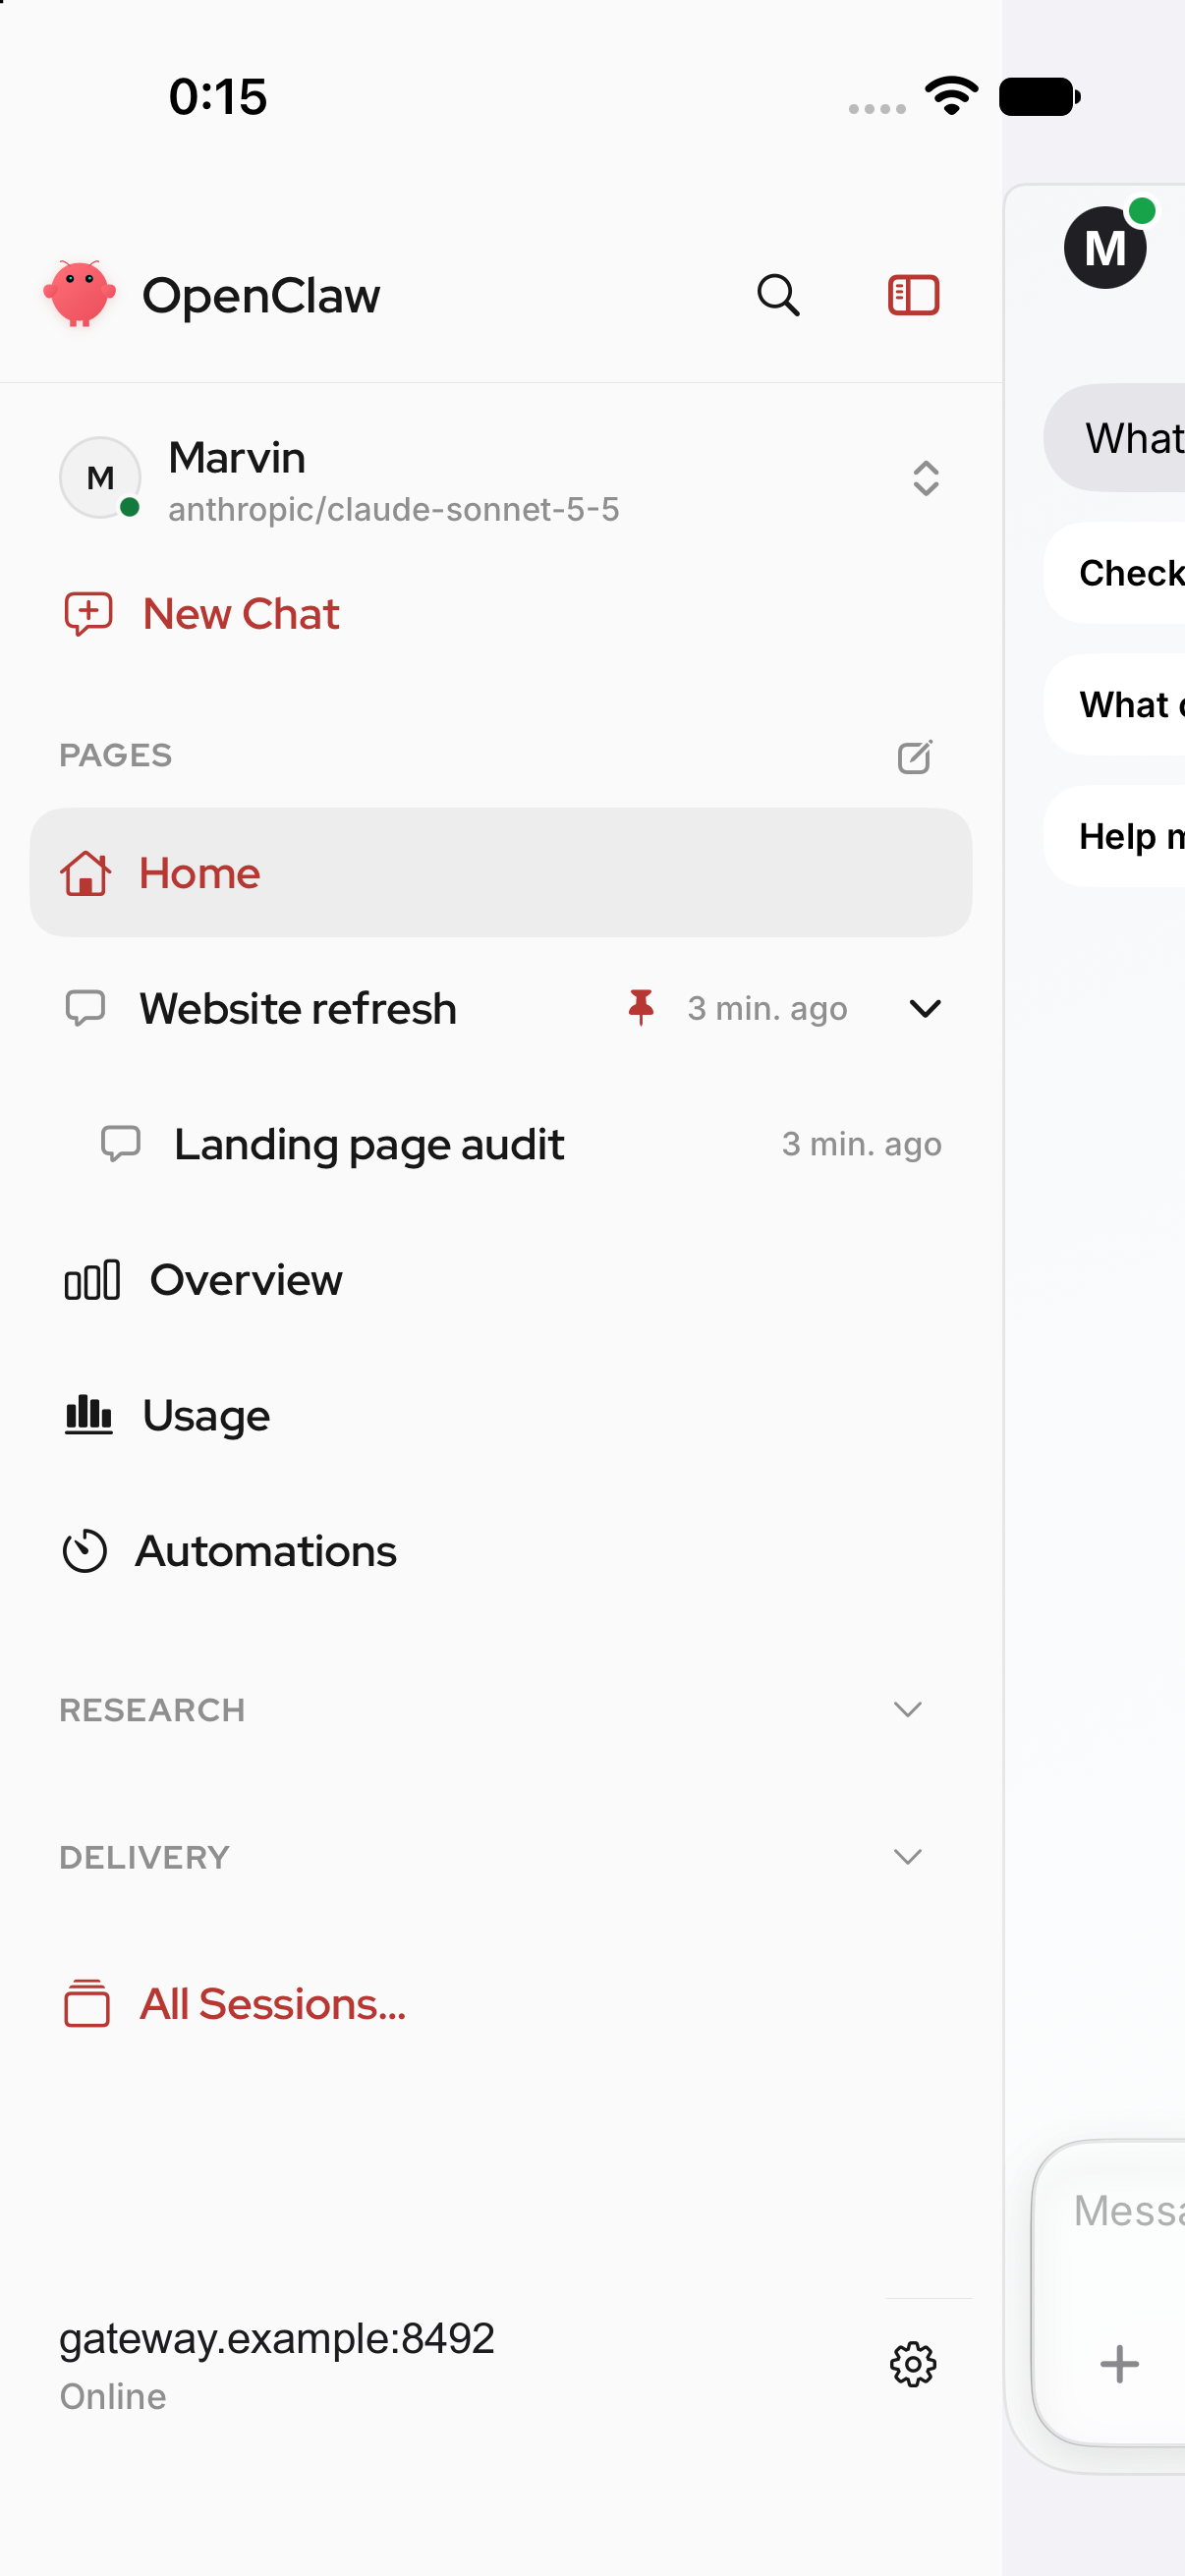 0:15
OpenClaw
M
M
Marvin
anthropic/claude-sonnet-5-5
What
New Chat
Check
What
PAGES
Help
Home
Website refresh 3 min. ago
Landing page audit 3 min. ago
Overview
Usage
Automations
RESEARCH
DELIVERY
All Sessions...
Messa
gateway.example:8492
Online